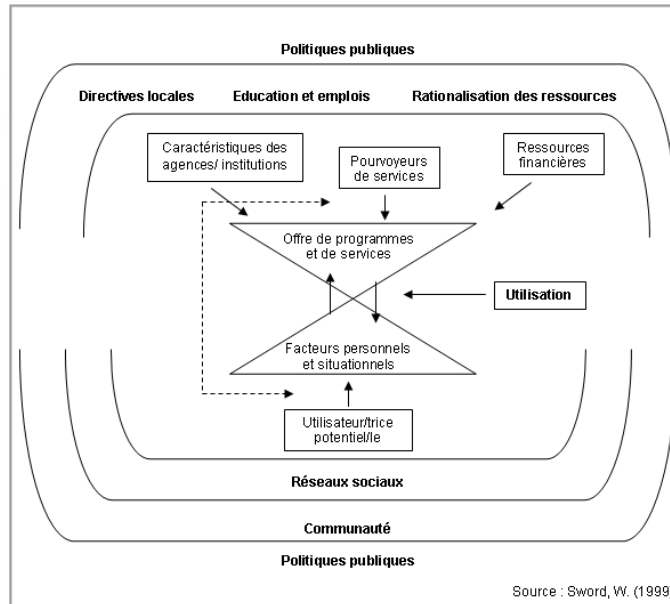 Politiques publiques
Directives locales
Education et emplois
Rationalisation des ressources
Caractéristiques des
agences/ institutions
Pourvoyeurs
de services
Ressources
financières
Offre de programmes
et de services
Utilisation
Facteurs personnels
et situationnels
Utilisateur/trice
potentiel/le
Réseaux sociaux
Communauté
Politiques publiques
Source : Sword, W. (1999)